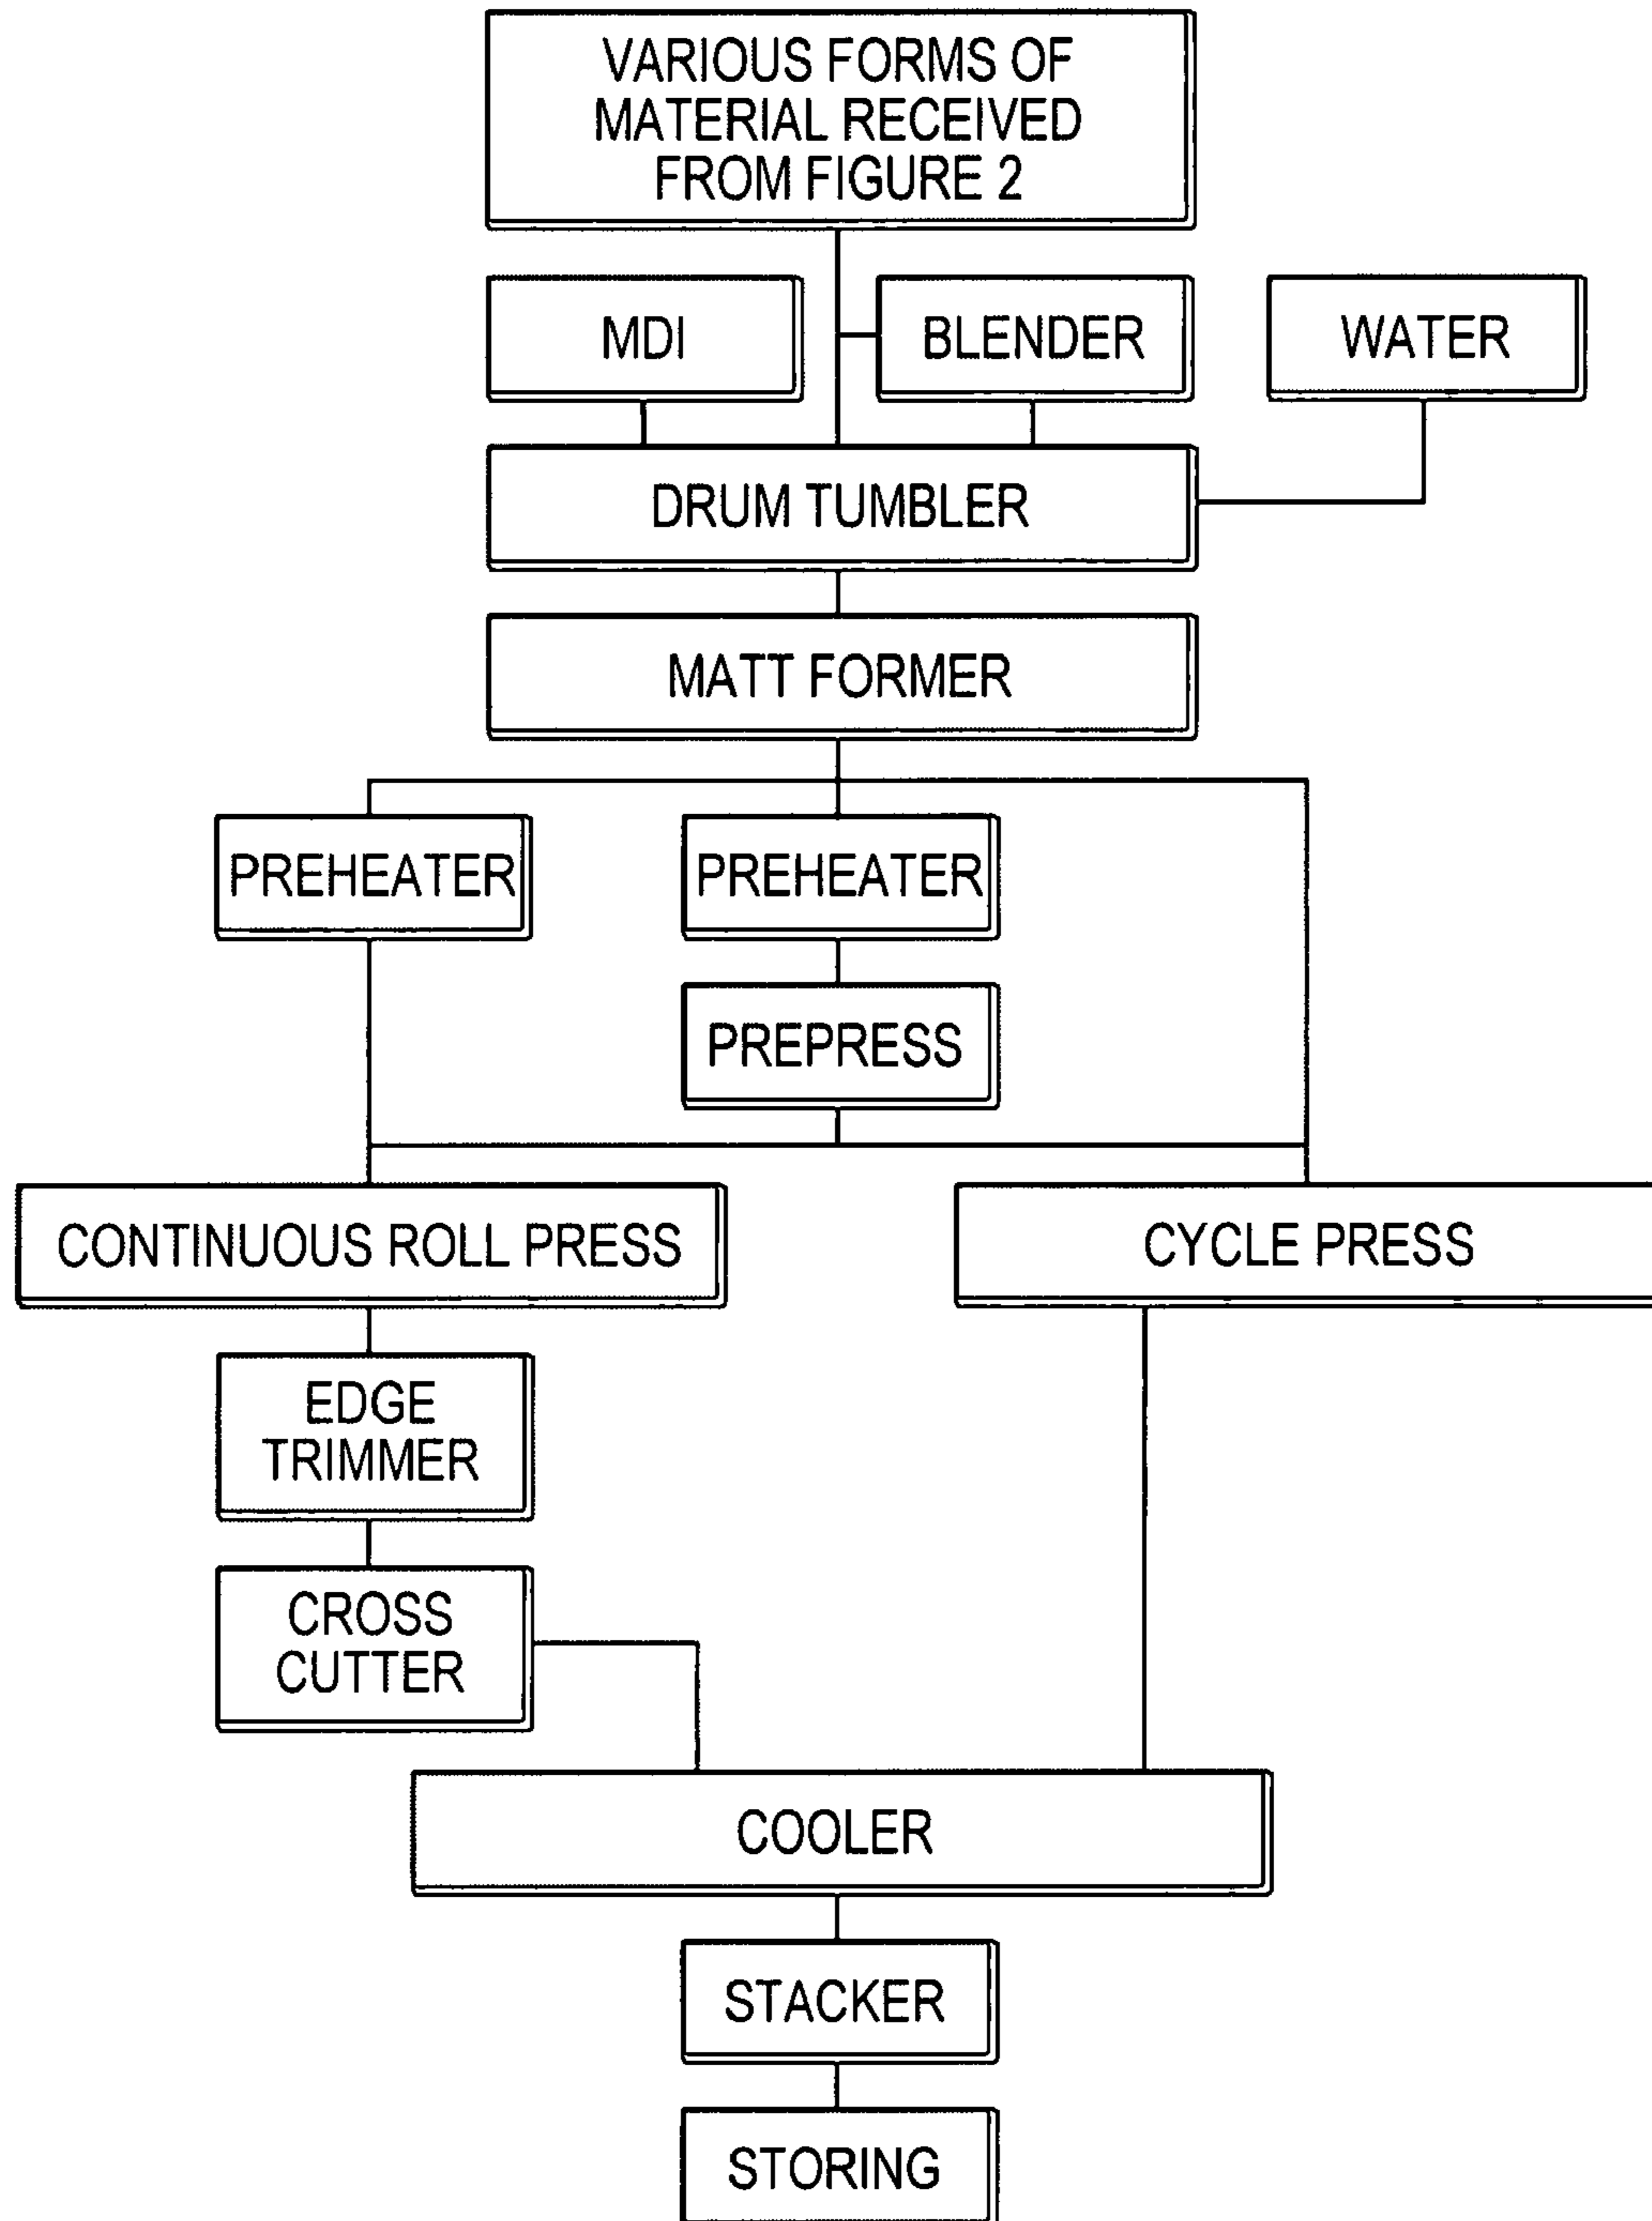 VARIOUS FORMS OF
MATERIAL RECEIVED
FROM FIGURE 2
MDI
BLENDER
WATER
DRUM TUMBLER
MATT FORMER
PREHEATER
PREHEATER
PREPRESS
CONTINUOUS ROLL PRESS
CYCLE PRESS
EDGE
TRIMMER
CROSS
CUTTER
COOLER
STACKER
STORING